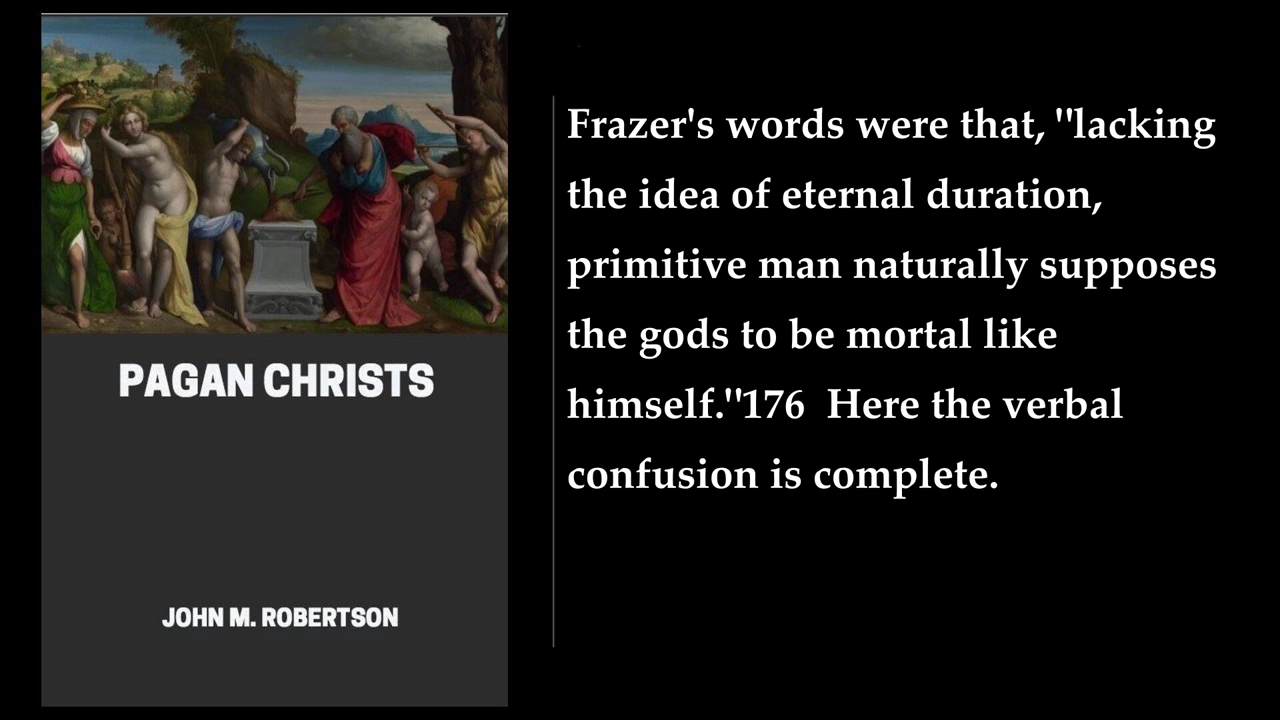 PAGAN CHRISTS
JOHN M. ROBERTSON
Frazer's words were that, "lacking
the idea of eternal duration,
primitive man naturally supposes
the gods to be mortal like
himself."176  Here the verbal
confusion is complete.